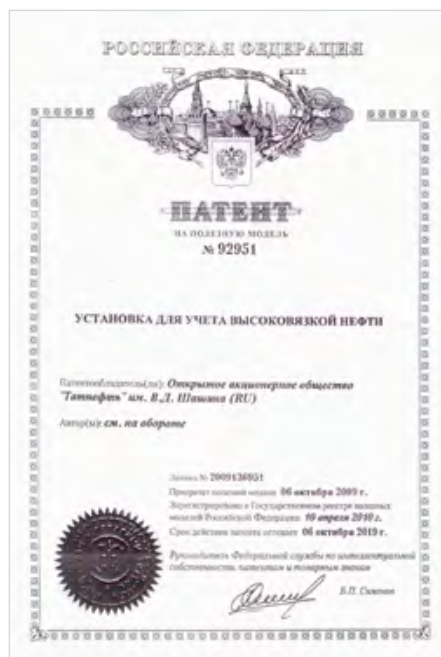 РОССИЙСКАЯ ФЕДЕРАЦИЯ
ПАТЕНТ
НА ПОЛЕЗНУЮ МОДЕЛЬ
№ 92951
УСТАНОВКА ДЛЯ УЧЕТА ВЫСОКОВЯЗКОЙ НЕФТИ
Патентообладатель(ли): Открытое акционерное общество
"Татнефть" им. В.Д. Шашина (RU)
Автор(ы): см. на обороте
Заявка № 2009136951
Приоритет полезной модели 06 октября 2009 г.
Зарегистрировано в Государственном реестре полезных
моделей Российской Федерации 10 апреля 2010 г.
Срок действия патента истекает 06 октября 2019 г.
Руководитель Федеральной службы по интеллектуальной
собственности, патентам и товарным знакам
Б.П. Симонов